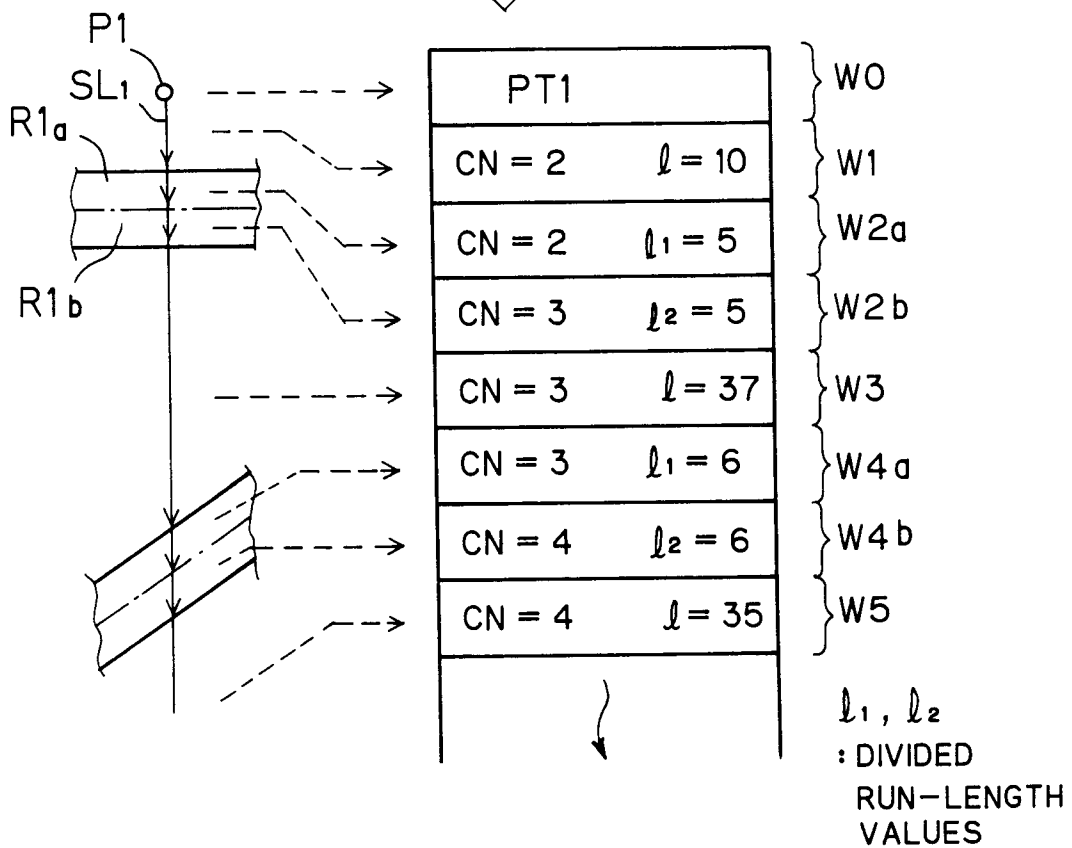 P1
SL1
R1a
R1b
PT1
CN = 2 ℓ = 10
CN = 2 ℓ1 = 5
CN = 3 ℓ2 = 5
CN = 3 ℓ = 37
CN = 3 ℓ1 = 6
CN = 4 ℓ2 = 6
CN = 4 ℓ = 35
W0
W1
W2a
W2b
W3
W4a
W4b
W5
ℓ1 , ℓ2
: DIVIDED
RUN-LENGTH
VALUES